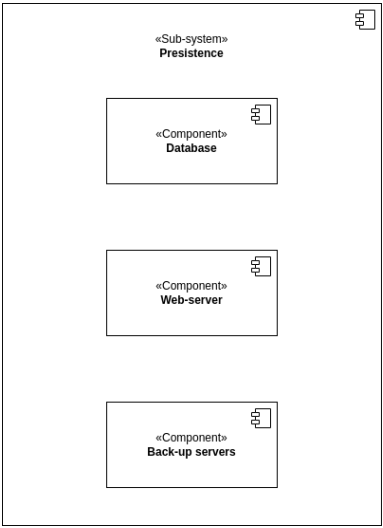 «Sub-system»
Presistence
«Component»
Database
«Component»
Web-server
«Component»
Back-up servers